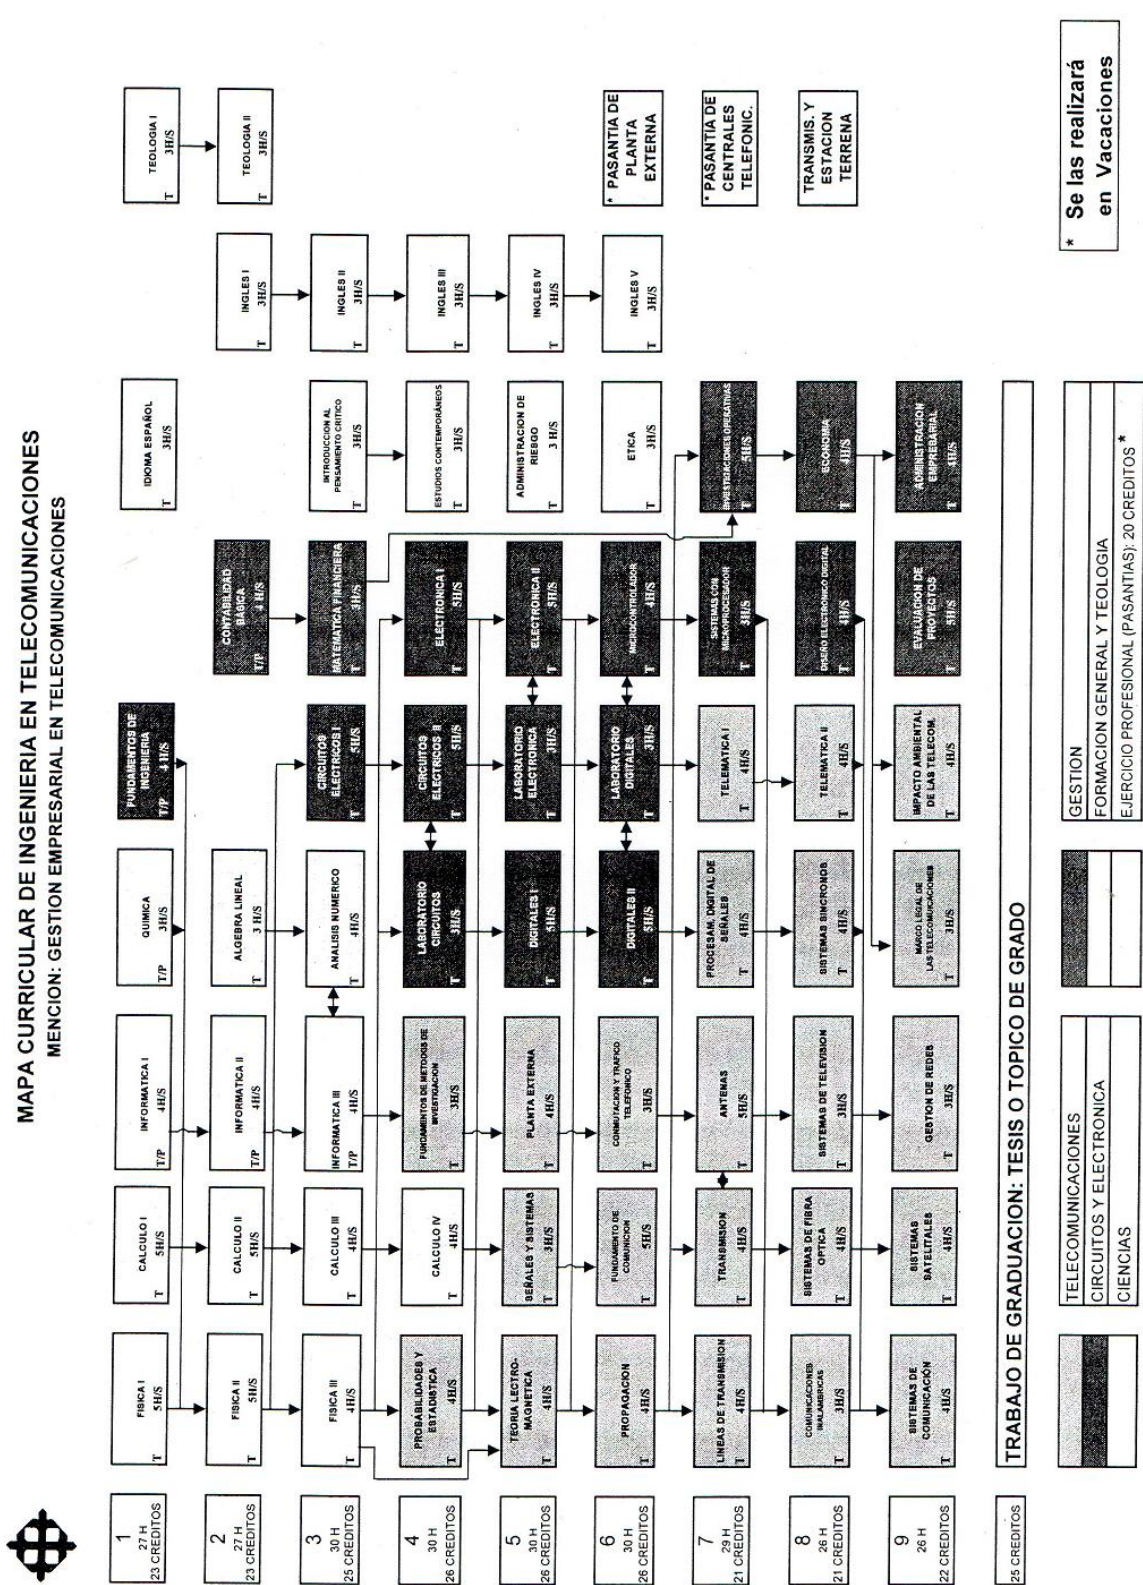 MAPA CURRICULAR DE INGENIERIA EN TELECOMUNICACIONES
MENCION: GESTION EMPRESARIAL EN TELECOMUNICACIONES
1
27 H
23 CREDITOS
FISICA I
T 5H/S
CALCULO I
T 5H/S
INFORMATICA I
T/P 4H/S
QUIMICA
T/P 3H/S
FUNDAMENTOS DE
INGENIERIA
T/P 4 H/S
IDIOMA ESPAÑOL
T 3H/S
TEOLOGIA I
T 3H/S
2
27 H
23 CREDITOS
FISICA II
T 5H/S
CALCULO II
T 5H/S
INFORMATICA II
T/P 4H/S
ALGEBRA LINEAL
T 3 H/S
CONTABILIDAD
BÁSICA
T/P 4 H/S
INGLES I
T 3H/S
TEOLOGIA II
T 3H/S
3
30 H
25 CREDITOS
FISICA III
T 4H/S
CALCULO III
T 4H/S
INFORMATICA III
T/P 4H/S
ANALISIS NUMERICO
T 4H/S
CIRCUITOS
ELECTRICOS I
T 5H/S
MATEMATICA FINANCIERA
T 3H/S
INTRODUCCION AL
PENSAMIENTO CRITICO
T 3H/S
INGLES II
T 3H/S
4
30 H
26 CREDITOS
PROBABILIDADES Y
ESTADISTICA
T 4H/S
CALCULO IV
T 4H/S
FUNDAMENTOS DE METODOS DE
INVESTIGACION
T 3H/S
LABORATORIO
CIRCUITOS
T 3H/S
CIRCUITOS
ELECTRICOS II
T 5H/S
ELECTRONICA I
T 5H/S
ESTUDIOS CONTEMPORÁNEOS
T 3H/S
INGLES III
T 3H/S
5
30 H
26 CREDITOS
TEORIA LECTRO-
MAGNETICA
T 4H/S
SEÑALES Y SISTEMAS
T 3H/S
PLANTA EXTERNA
T 4H/S
DIGITALES I
T 5H/S
LABORATORIO
ELECTRONICA
T 3H/S
ELECTRONICA II
T 5H/S
ADMINISTRACION DE
RIESGO
T 3 H/S
INGLES IV
T 3H/S
6
30 H
26 CREDITOS
PROPAGACION
T 4H/S
FUNDAMENTO DE
COMUNICION
T 5H/S
CONMUTACION Y TRAFICO
TELEFONICO
T 3H/S
DIGITALES II
T 5H/S
LABORATORIO
DIGITALES
T 3H/S
MICROCONTROLADOR
T 4H/S
ETICA
T 3H/S
INGLES V
T 3H/S
* PASANTIA DE
PLANTA
EXTERNA
7
29 H
21 CREDITOS
LINEAS DE TRANSMISION
T 4H/S
TRANSMISION
T 4H/S
ANTENAS
T 5H/S
PROCESAM. DIGITAL DE
SEÑALES
T 4H/S
TELEMATICA I
T 4H/S
SISTEMAS CON
MICROPROCESADOR
T 3H/S
INVESTIGACIONES OPERATIVAS
T 5H/S
* PASANTIA DE
CENTRALES
TELEFONIC.
8
26 H
21 CREDITOS
COMUNICACIONES
INALAMBRICAS
T 3H/S
SISTEMAS DE FIBRA
OPTICA
T 4H/S
SISTEMAS DE TELEVISION
T 3H/S
SISTEMAS SINCRONOS
T 4H/S
TELEMATICA II
T 4H/S
DISEÑO ELECTRONICO DIGITAL
T 4H/S
ECONOMIA
T 4H/S
TRANSMIS. Y
ESTACION
TERRENA
9
26 H
22 CREDITOS
SISTEMAS DE
COMUNICACIÓN
T 4H/S
SISTEMAS
SATELITALES
T 4H/S
GESTION DE REDES
T 3H/S
MARCO LEGAL DE
LAS TELECOMUICACIONES
T 3H/S
IMPACTO AMBIENTAL
DE LAS TELECOM.
T 4H/S
EVALUACION DE
PROYECTOS
T 3H/S
ADMINISTRACION
EMPRESARIAL
T 4H/S
25 CREDITOS
TRABAJO DE GRADUACION: TESIS O TOPICO DE GRADO
TELECOMUNICACIONES
CIRCUITOS Y ELECTRONICA
CIENCIAS
GESTION
FORMACION GENERAL Y TEOLOGIA
EJERCICIO PROFESIONAL (PASANTIAS): 20 CREDITOS *
* Se las realizará
en Vacaciones